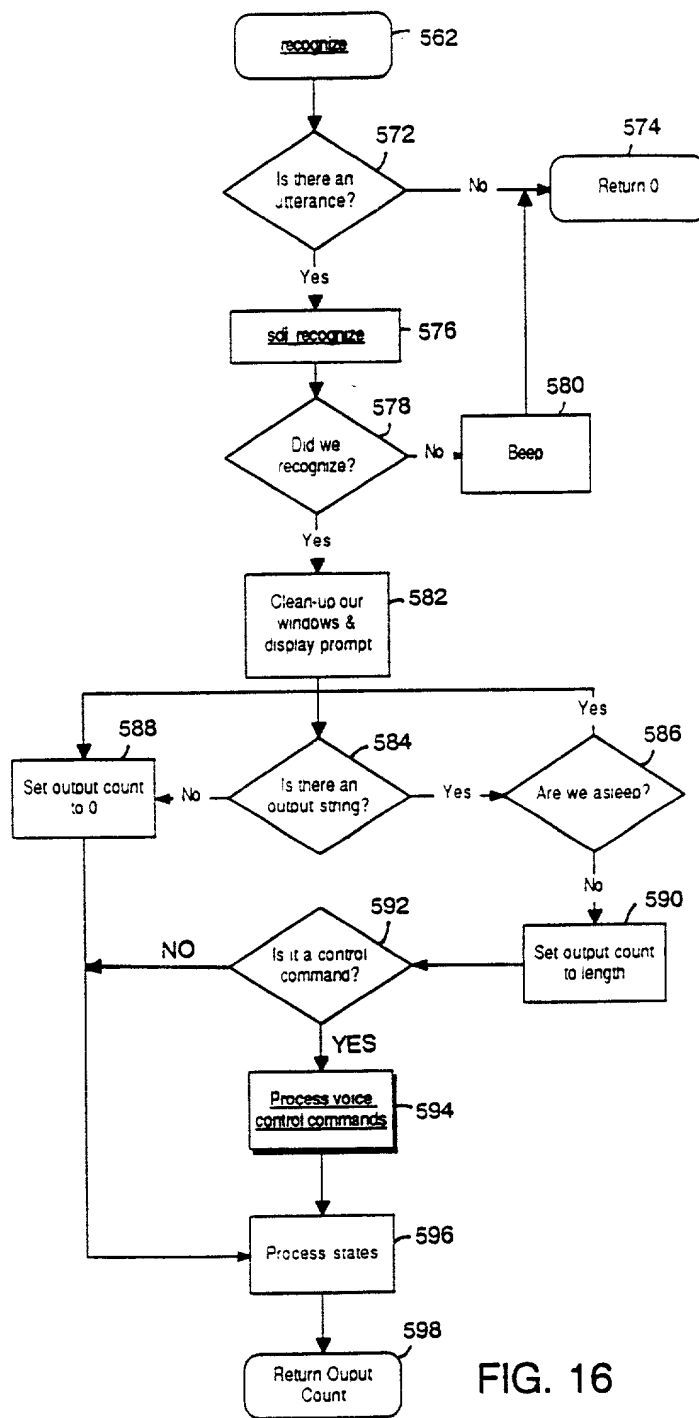 recognize
562
572
574
Is there an
utterance?
No
Return 0
Yes
sdi_recognize
576
578
580
Did we
recognize?
No
Beep
Yes
Clean-up our
windows &
display prompt
582
Yes
588
584
586
Set output count
to 0
No
Is there an
output string?
Yes
Are we asleep?
No
590
592
NO
Is it a control
command?
Set output count
to length
YES
Process voice
control commands
594
Process states
596
598
Return Ouput
Count
FIG. 16